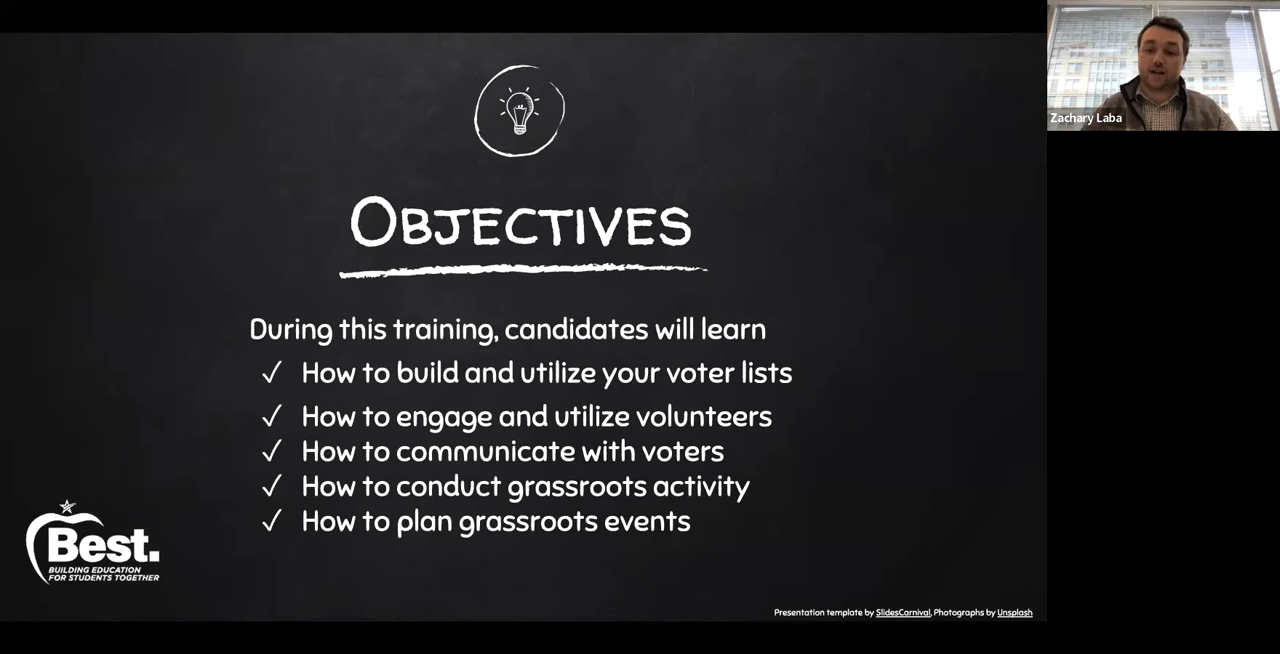 Zachary Laba
OBJECTIVES
During this training, candidates will learn
✓ How to build and utilize your voter lists
✓ How to engage and utilize volunteers
✓ How to communicate with voters
✓ How to conduct grassroots activity
✓ How to plan grassroots events
Best.
BUILDING EDUCATION
FOR STUDENTS TOGETHER
Presentation template by SlidesCarnival, Photographs by Unsplash